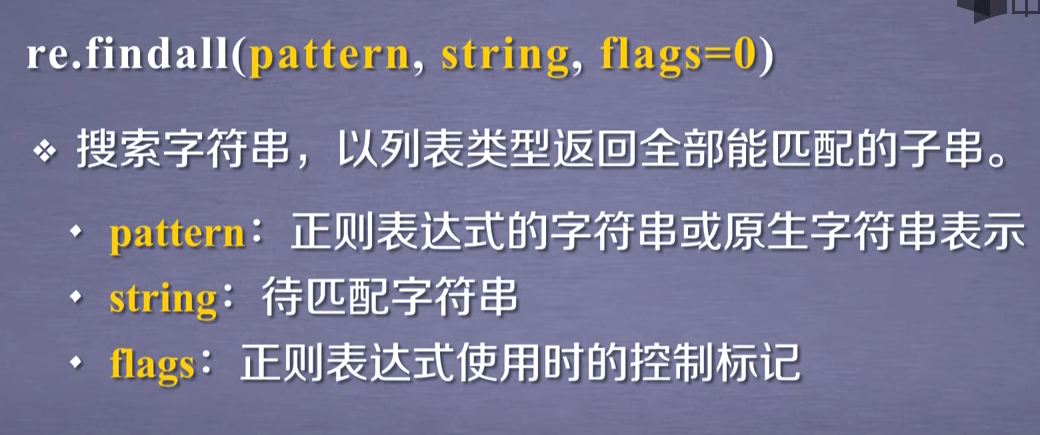 re.findall(pattern, string, flags=0)
❖ 搜索字符串，以列表类型返回全部能匹配的子串。
• pattern：正则表达式的字符串或原生字符串表示
• string：待匹配字符串
• flags：正则表达式使用时的控制标记